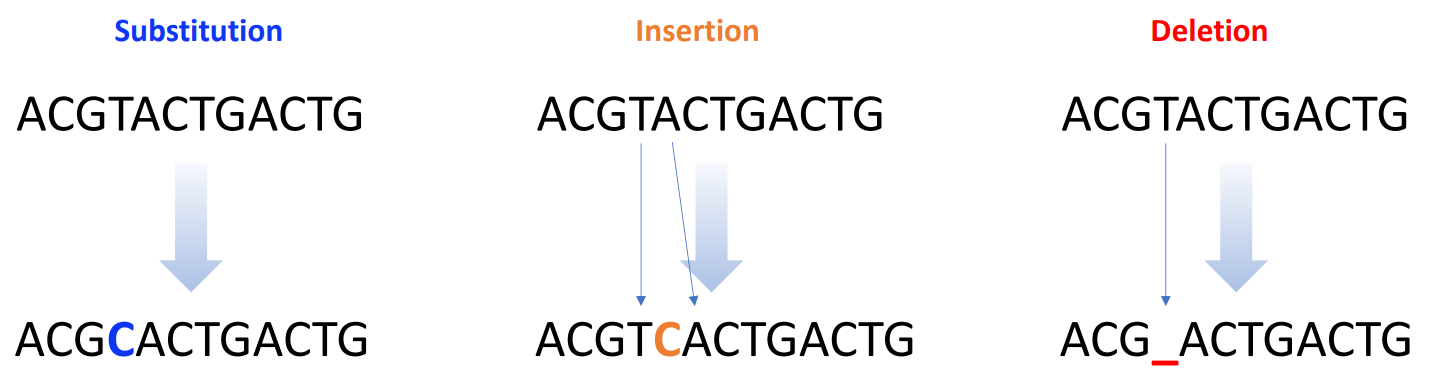 Substitution
Insertion
Deletion
ACGTACTGACTG
ACGTACTGACTG
ACGTACTGACTG
ACGCACTGACTG
ACGTCACTGACTG
ACG_ACTGACTG